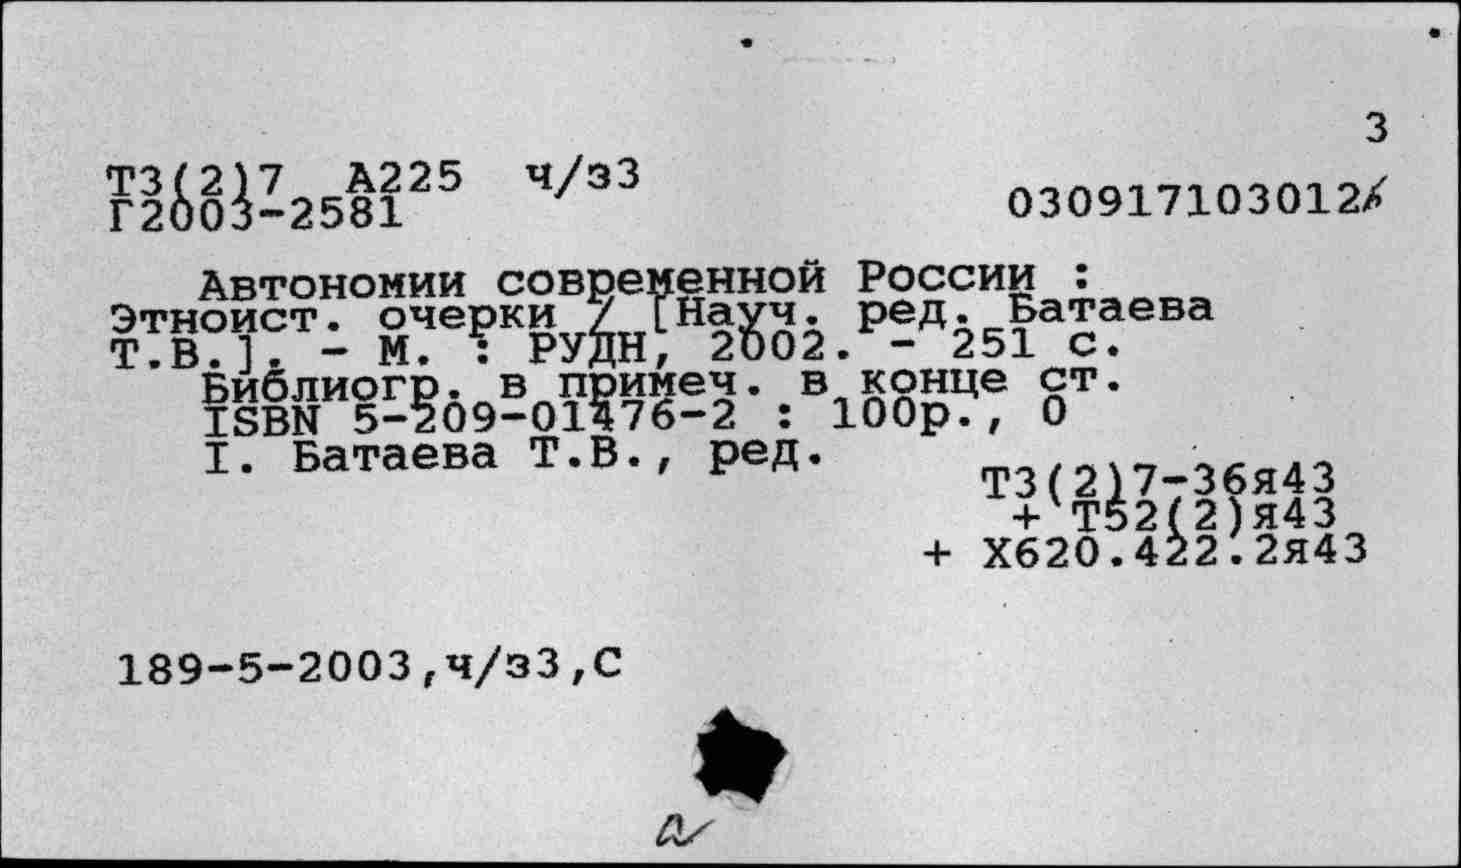 3
Т3(2)7 А225 ч/з3
Г2003-2581
030917103012
Автономии современной России :
Этноист. очерки / [Науч. ред. Батаева
Т.В.]. - М. : РУДН, 2002. - 251 с.
Библиогр. в примеч. в конце ст.
ISBN 5-209-01476-2 : 100р., 0
I. Батаева Т.В., ред.
Т3(2)7-36я43
+ Т52(2)я43
+ Х620.422.2я43
189-5-2003,ч/з3,С